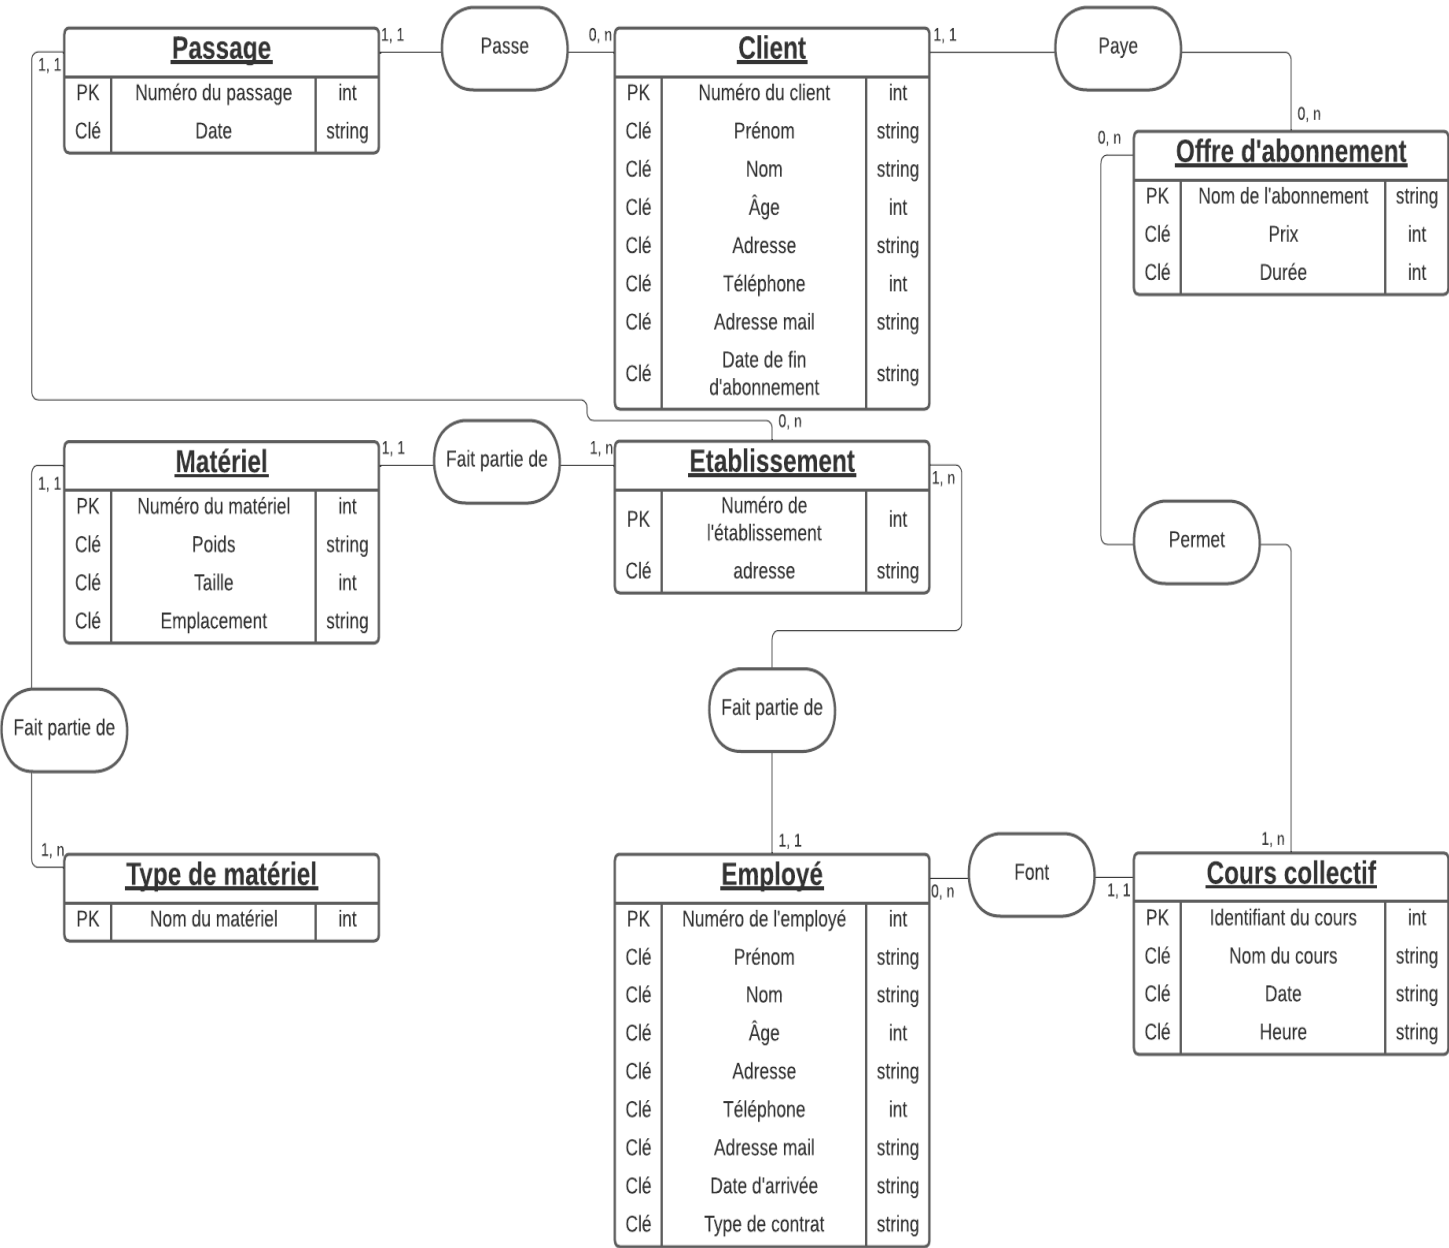 1, 1
Passage
PK Numéro du passage int
Clé Date string
1, 1
Passe
0, n
Client
PK Numéro du client int
Clé Prénom string
Clé Nom string
Clé Âge int
Clé Adresse string
Clé Téléphone int
Clé Adresse mail string
Clé Date de fin
d'abonnement string
1, 1
Paye
0, n
0, n
Offre d'abonnement
PK Nom de l'abonnement string
Clé Prix int
Clé Durée int
1, 1
Matériel
PK Numéro du matériel int
Clé Poids string
Clé Taille int
Clé Emplacement string
1, 1
Fait partie de
1, n
0, n
Etablissement
PK Numéro de
l'établissement int
Clé adresse string
1, n
Permet
Fait partie de
Fait partie de
1, n
Type de matériel
PK Nom du matériel int
1, 1
Employé
PK Numéro de l'employé int
Clé Prénom string
Clé Nom string
Clé Âge int
Clé Adresse string
Clé Téléphone int
Clé Adresse mail string
Clé Date d'arrivée string
Clé Type de contrat string
0, n
Font
1, 1
1, n
Cours collectif
PK Identifiant du cours int
Clé Nom du cours string
Clé Date string
Clé Heure string